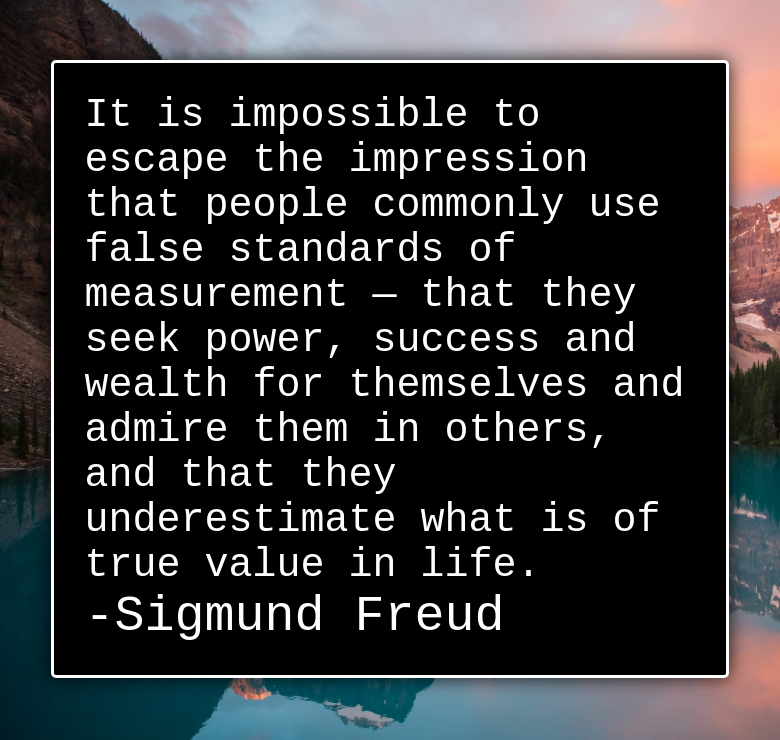 It is impossible to
escape the impression
that people commonly use
false standards of
measurement — that they
seek power, success and
wealth for themselves and
admire them in others,
and that they
underestimate what is of
true value in life.
-Sigmund Freud